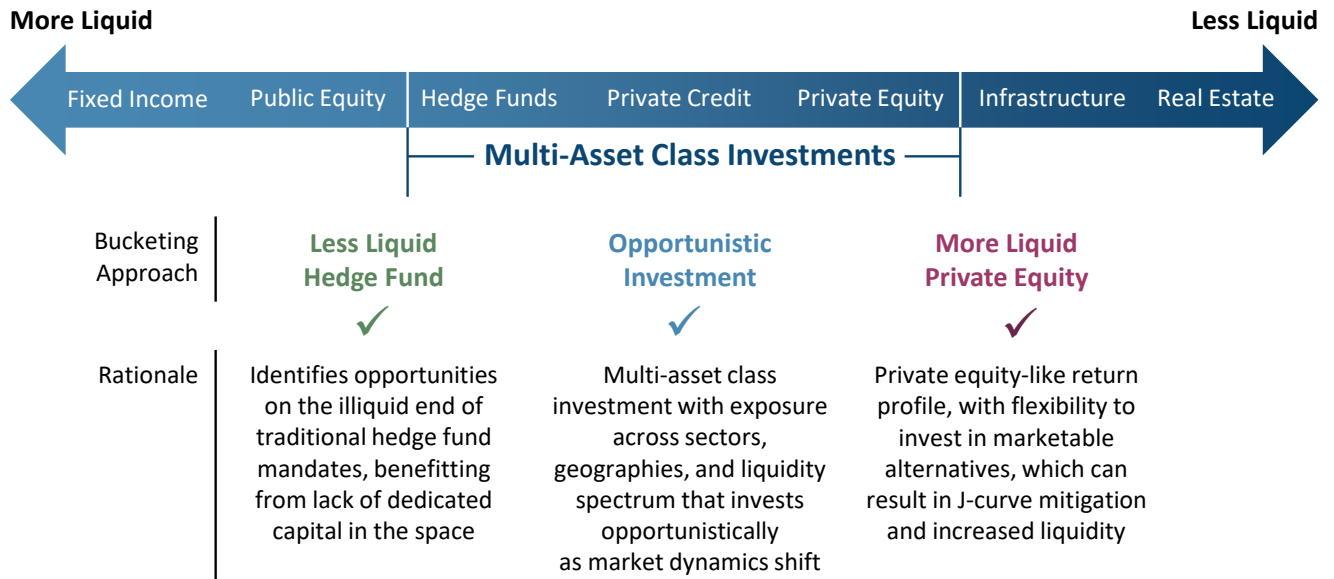 More Liquid
Less Liquid
Fixed Income
Public Equity
Hedge Funds
Private Credit
Private Equity
Infrastructure
Real Estate
Multi-Asset Class Investments
Bucketing
Approach
Less Liquid
Hedge Fund
Opportunistic
Investment
More Liquid
Private Equity
Rationale
Identifies opportunities
on the illiquid end of
traditional hedge fund
mandates, benefitting
from lack of dedicated
capital in the space
Multi-asset class
investment with exposure
across sectors,
geographies, and liquidity
spectrum that invests
opportunistically
as market dynamics shift
Private equity-like return
profile, with flexibility to
invest in marketable
alternatives, which can
result in J-curve mitigation
and increased liquidity